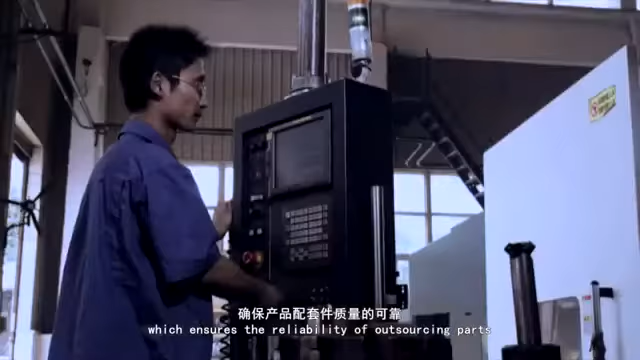 确保产品配套件质量的可靠
which ensures the reliability of outsourcing parts